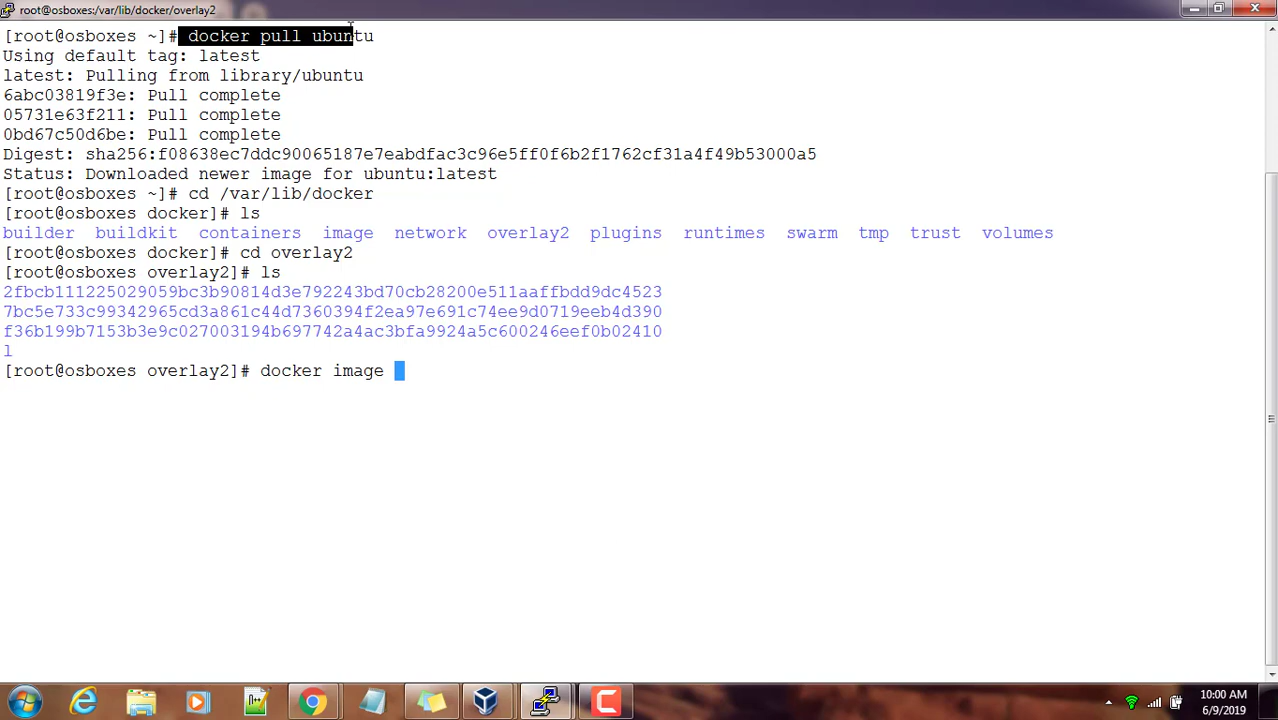 root@osboxes:/var/lib/docker/overlay2
[root@osboxes ~]# docker pull ubuntu
Using default tag: latest
latest: Pulling from library/ubuntu
6abc03819f3e: Pull complete
05731e63f211: Pull complete
0bd67c50d6be: Pull complete
Digest: sha256:f08638ec7ddc90065187e7eabdfac3c96e5ff0f6b2f1762cf31a4f49b53000a5
Status: Downloaded newer image for ubuntu:latest
[root@osboxes ~]# cd /var/lib/docker
[root@osboxes docker]# ls
builder buildkit containers image network overlay2 plugins runtimes swarm tmp trust volumes
[root@osboxes docker]# cd overlay2
[root@osboxes overlay2]# ls
2fbcb111225029059bc3b90814d3e792243bd70cb28200e511aaffbdd9dc4523
7bc5e733c99342965cd3a861c44d7360394f2ea97e691c74ee9d0719eeb4d390
f36b199b7153b3e9c027003194b697742a4ac3bfa9924a5c600246eef0b02410
l
[root@osboxes overlay2]# docker image
10:00 AM
6/9/2019